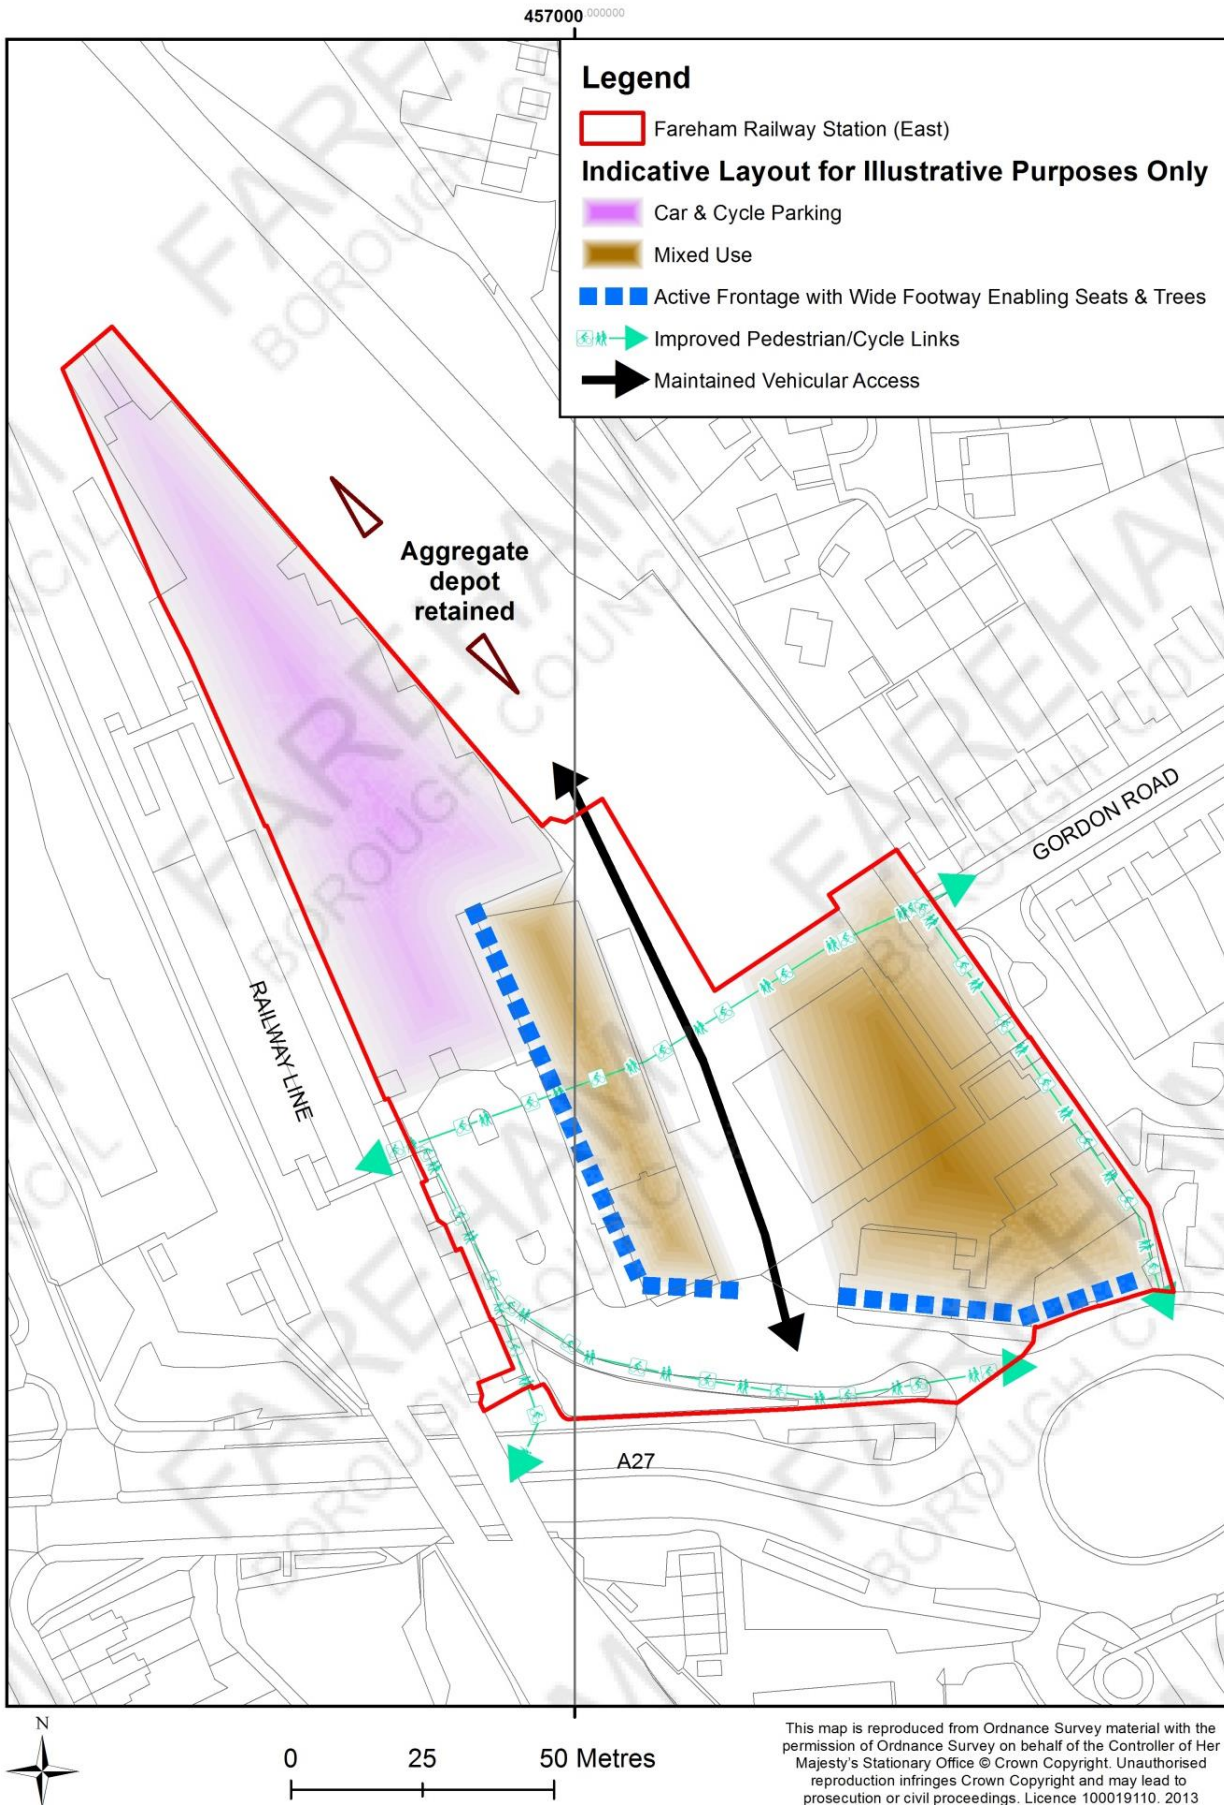 457000.000000
Legend
Fareham Railway Station (East)
Indicative Layout for Illustrative Purposes Only
Car & Cycle Parking
Mixed Use
Active Frontage with Wide Footway Enabling Seats & Trees
Improved Pedestrian/Cycle Links
Maintained Vehicular Access
Aggregate
depot
retained
GORDON ROAD
RAILWAY LINE
A27
FAREHAM
BOROUGH COUNCIL
N
0 25 50 Metres
This map is reproduced from Ordnance Survey material with the
permission of Ordnance Survey on behalf of the Controller of Her
Majesty's Stationary Office © Crown Copyright. Unauthorised
reproduction infringes Crown Copyright and may lead to
prosecution or civil proceedings. Licence 100019110. 2013